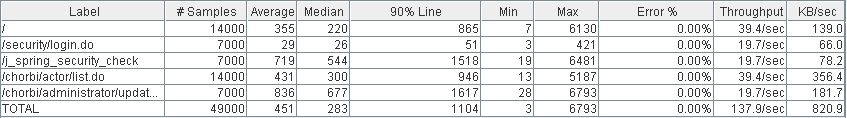 Label # Samples Average Median 90% Line Min Max Error % Throughput KB/sec
/ 14000 355 220 865 7 6130 0.00% 39.4/sec 139.0
/security/login.do 7000 29 26 51 3 421 0.00% 19.7/sec 66.0
/j_spring_security_check 7000 719 544 1518 19 6481 0.00% 19.7/sec 78.2
/chorbi/actor/list.do 14000 431 300 946 13 5187 0.00% 39.4/sec 356.4
/chorbi/administrator/updat... 7000 836 677 1617 28 6793 0.00% 19.7/sec 181.7
TOTAL 49000 451 283 1104 3 6793 0.00% 137.9/sec 820.9